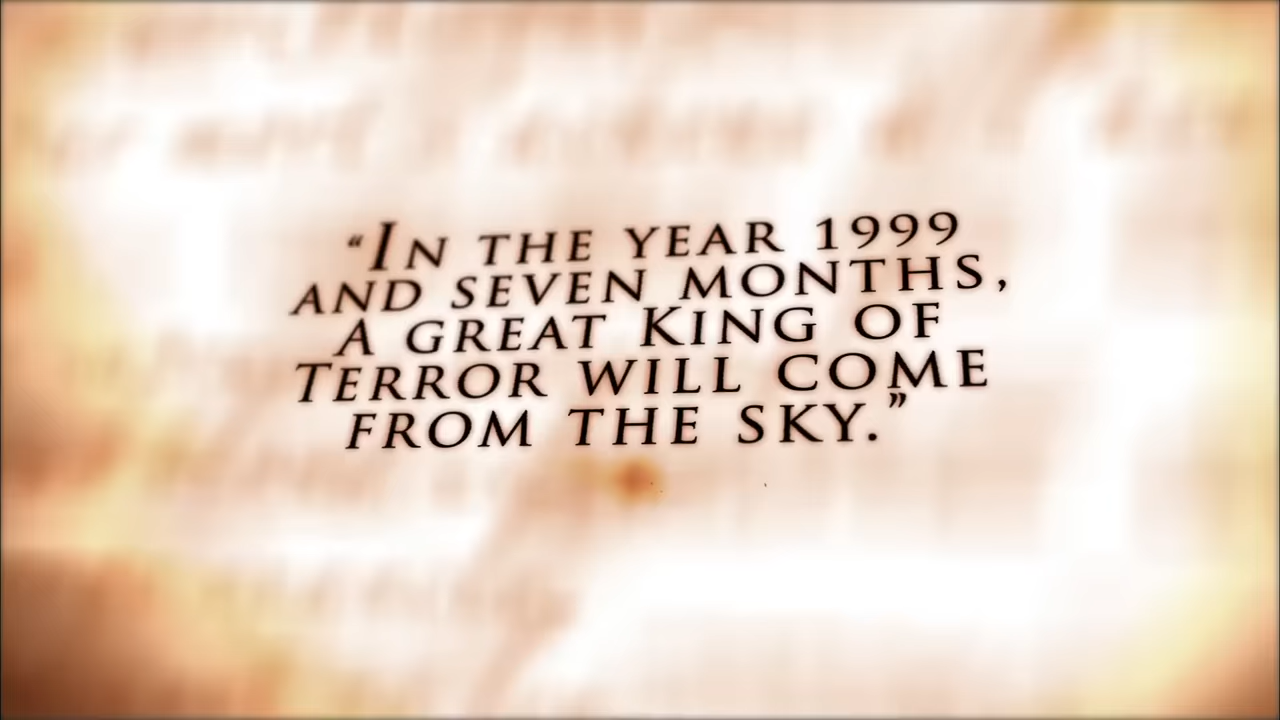 “In the year 1999
and seven months,
a great King of
Terror will come
from the sky.”